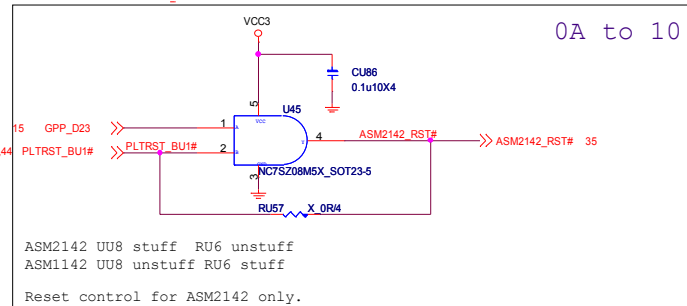 VCC3
0A to 10
CU86
0.1u10X4
U45
5
VCC
15 GPP_D23
1
A
4
Y
ASM2142_RST#
ASM2142_RST# 35
44 PLTRST_BU1#
PLTRST_BU1#
2
B
GND
3
NC7SZ08M5X_SOT23-5
RU57 X_0R/4
ASM2142 UU8 stuff RU6 unstuff
ASM1142 UU8 unstuff RU6 stuff
Reset control for ASM2142 only.